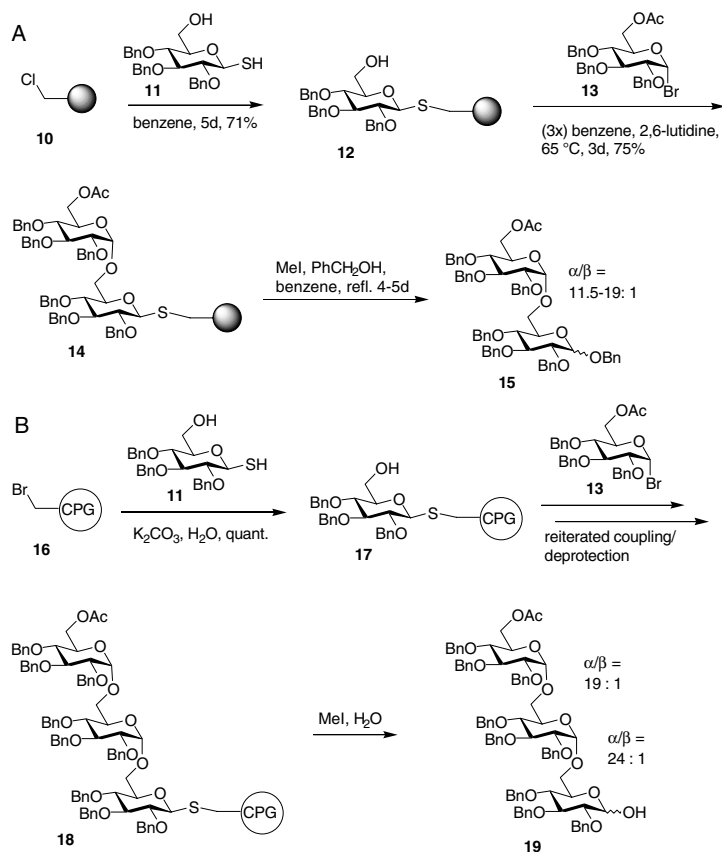 A
Cl
10
OH
BnO
BnO
O
SH
OBn
11
benzene, 5d, 71%
OH
BnO
BnO
O
S
BnO
12
OAc
BnO
BnO
O
BnO
Br
13
(3x) benzene, 2,6-lutidine,
65 °C, 3d, 75%
OAc
BnO
BnO
O
BnO
O
BnO
BnO
O
S
OBn
14
MeI, PhCH2OH,
benzene, refl. 4-5d
OAc
BnO
BnO
O
BnO
O
BnO
BnO
O
BnO
OBn
15
α/β =
11.5-19: 1
B
Br
CPG
16
OH
BnO
BnO
O
SH
OBn
11
K2CO3, H2O, quant.
OH
BnO
BnO
O
S
CPG
OBn
17
OAc
BnO
BnO
O
BnO
Br
13
reiterated coupling/
deprotection
OAc
BnO
BnO
O
BnO
O
BnO
BnO
O
BnO
O
BnO
BnO
O
S
CPG
BnO
18
MeI, H2O
OAc
BnO
BnO
O
BnO
O
BnO
BnO
O
BnO
O
BnO
BnO
O
OH
BnO
19
α/β =
19 : 1
α/β =
24 : 1